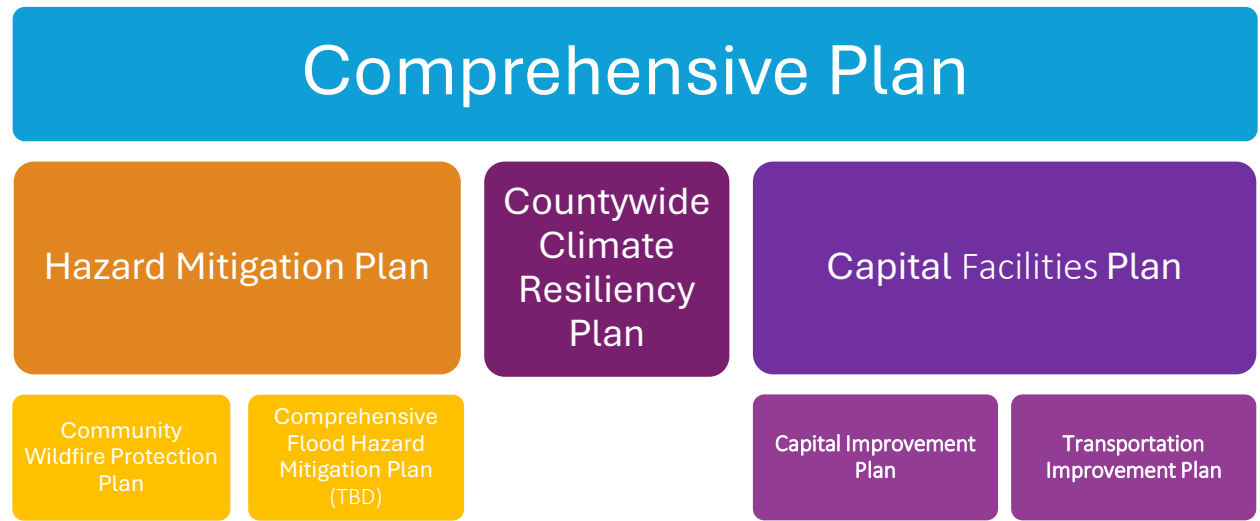 Comprehensive Plan
Hazard Mitigation Plan
Countywide
Climate
Resiliency
Plan
Capital Facilities Plan
Community
Wildfire Protection
Plan
Comprehensive
Flood Hazard
Mitigation Plan
(TBD)
Capital Improvement
Plan
Transportation
Improvement Plan